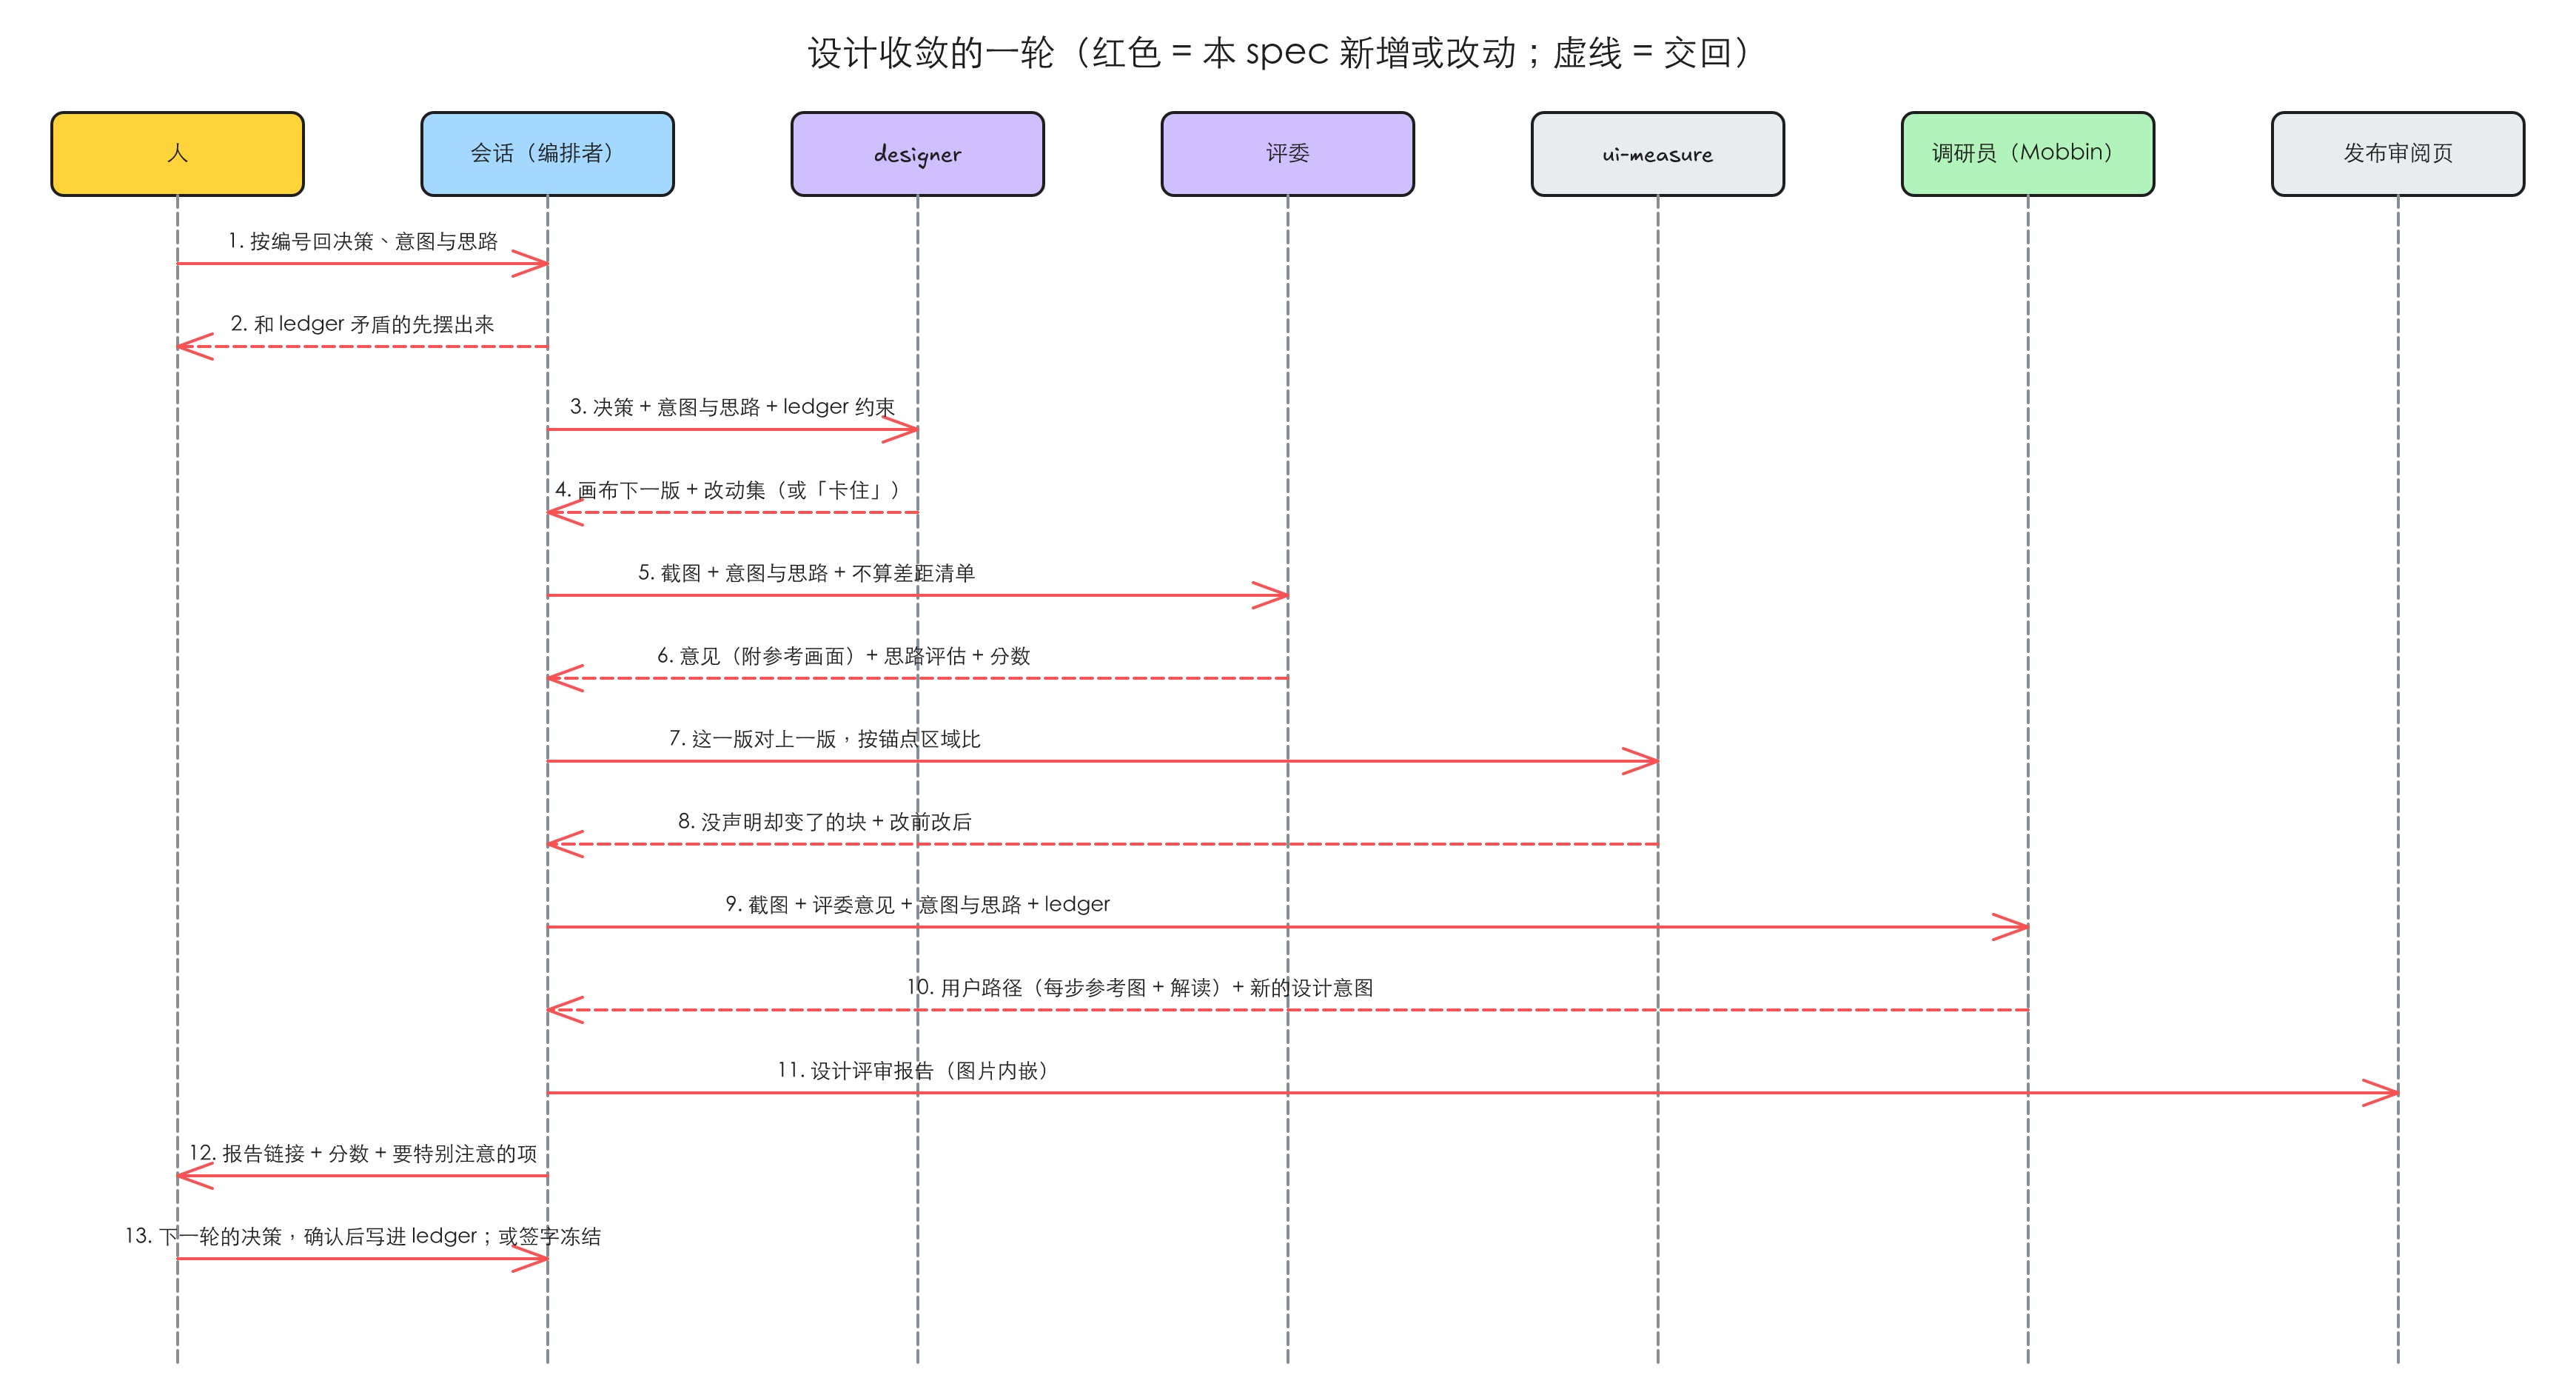 设计收敛的一轮（红色 = 本 spec 新增或改动；虚线 = 交回）
人
会话（编排者）
designer
评委
ui-measure
调研员（Mobbin）
发布审阅页
1. 按编号回决策、意图与思路
2. 和 ledger 矛盾的先摆出来
3. 决策 + 意图与思路 + ledger 约束
4. 画布下一版 + 改动集（或「卡住」）
5. 截图 + 意图与思路 + 不算差距清单
6. 意见（附参考画面）+ 思路评估 + 分数
7. 这一版对上一版，按锚点区域比
8. 没声明却变了的块 + 改前改后
9. 截图 + 评委意见 + 意图与思路 + ledger
10. 用户路径（每步参考图 + 解读）+ 新的设计意图
11. 设计评审报告（图片内嵌）
12. 报告链接 + 分数 + 要特别注意的项
13. 下一轮的决策，确认后写进 ledger；或签字冻结